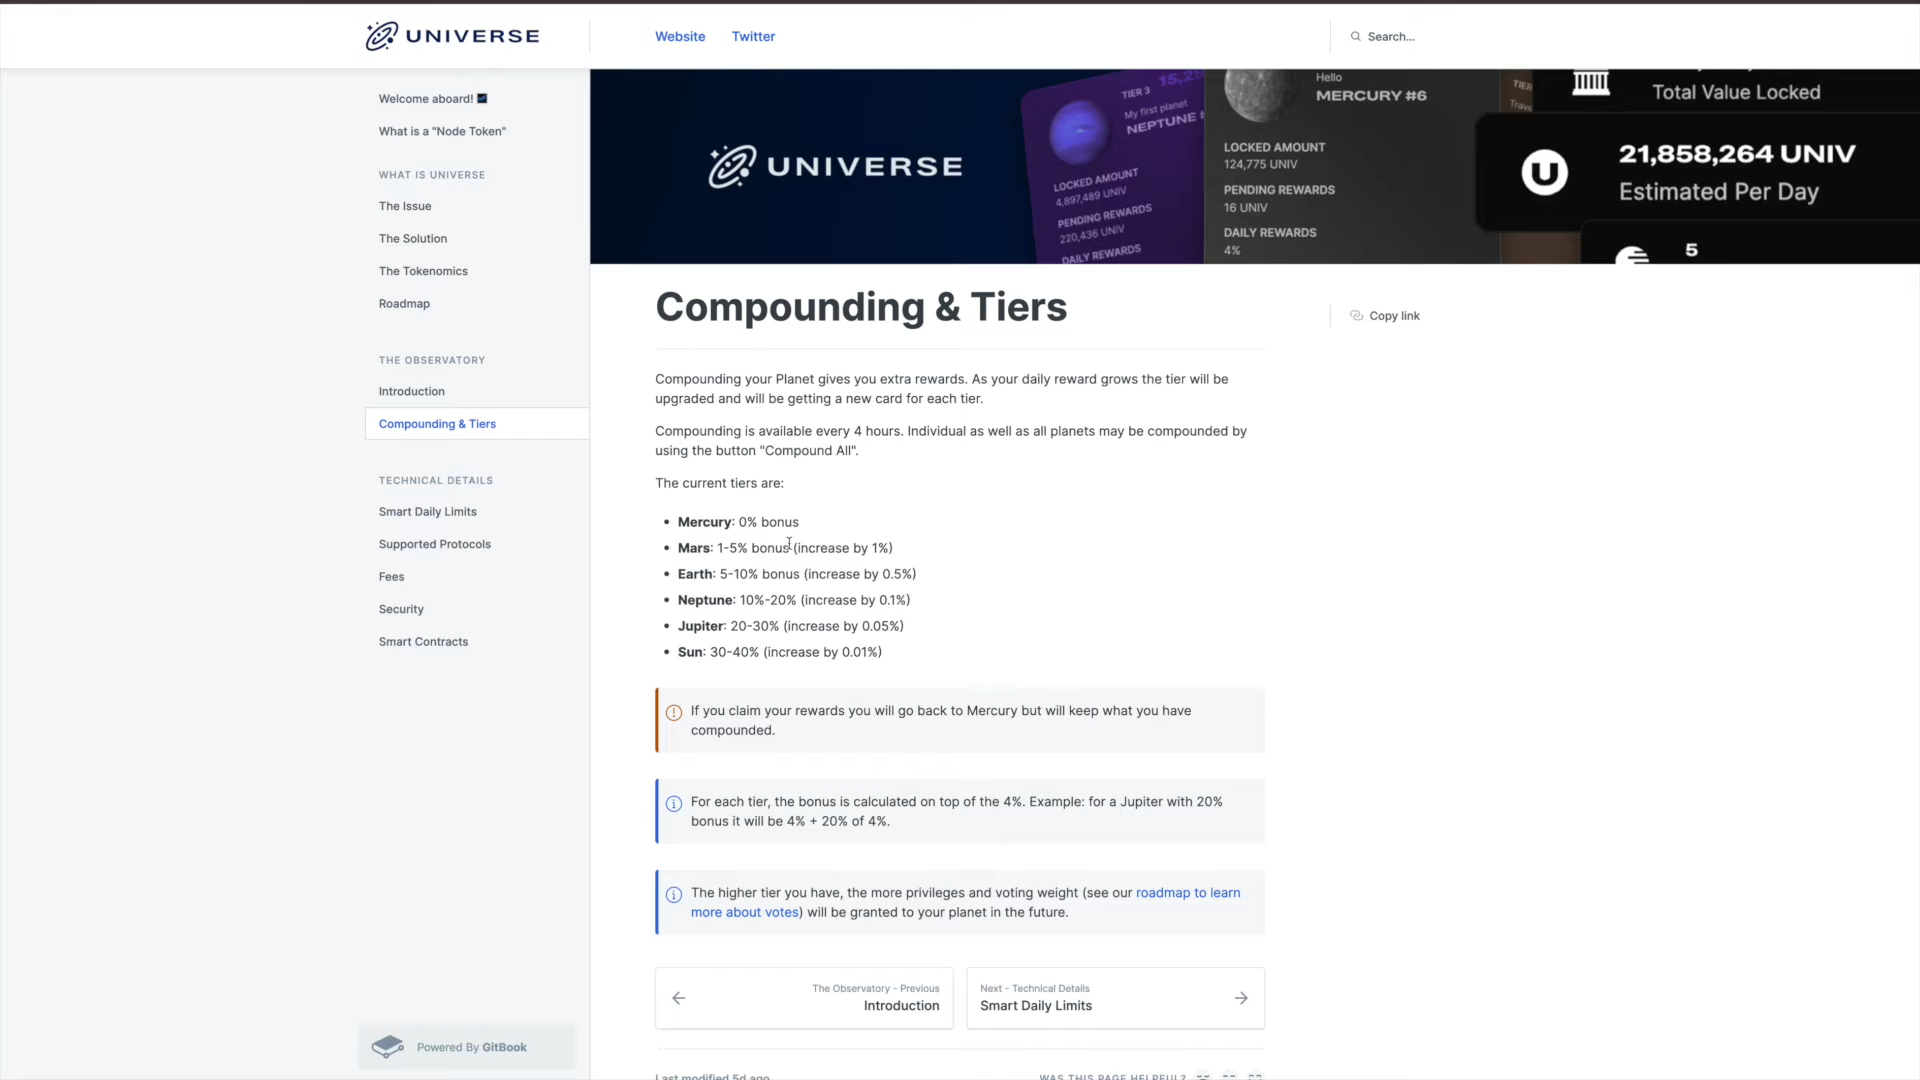 UNIVERSE
Website
Twitter
Search...
Welcome aboard!
What is a "Node Token"
WHAT IS UNIVERSE
The Issue
The Solution
The Tokenomics
Roadmap
THE OBSERVATORY
Introduction
Compounding & Tiers
TECHNICAL DETAILS
Smart Daily Limits
Supported Protocols
Fees
Security
Smart Contracts
Powered By GitBook
UNIVERSE
TIER 3
My first planet
NEPTUNE
LOCKED AMOUNT
4,897,489 UNIV
PENDING REWARDS
220,436 UNIV
DAILY REWARDS
Hello
MERCURY #6
LOCKED AMOUNT
124,775 UNIV
PENDING REWARDS
16 UNIV
DAILY REWARDS
4%
TIER
Total Value Locked
U
21,858,264 UNIV
Estimated Per Day
5
Compounding & Tiers
Copy link
Compounding your Planet gives you extra rewards. As your daily reward grows the tier will be
upgraded and will be getting a new card for each tier.
Compounding is available every 4 hours. Individual as well as all planets may be compounded by
using the button "Compound All".
The current tiers are:
• Mercury: 0% bonus
• Mars: 1-5% bonus (increase by 1%)
• Earth: 5-10% bonus (increase by 0.5%)
• Neptune: 10%-20% (increase by 0.1%)
• Jupiter: 20-30% (increase by 0.05%)
• Sun: 30-40% (increase by 0.01%)
If you claim your rewards you will go back to Mercury but will keep what you have
compounded.
For each tier, the bonus is calculated on top of the 4%. Example: for a Jupiter with 20%
bonus it will be 4% + 20% of 4%.
The higher tier you have, the more privileges and voting weight (see our roadmap to learn
more about votes) will be granted to your planet in the future.
The Observatory - Previous
Introduction
Next - Technical Details
Smart Daily Limits
Last modified 5d ago
WAS THIS PAGE HELPFUL?